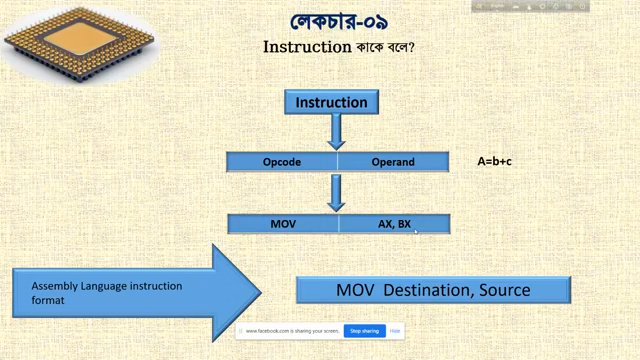 লেকচার-০৯
Instruction কাকে বলে?
Instruction
Opcode Operand A=b+c
MOV AX, BX
Assembly Language instruction
format
MOV Destination, Source
www.facebook.com is sharing your screen. Stop sharing Hide